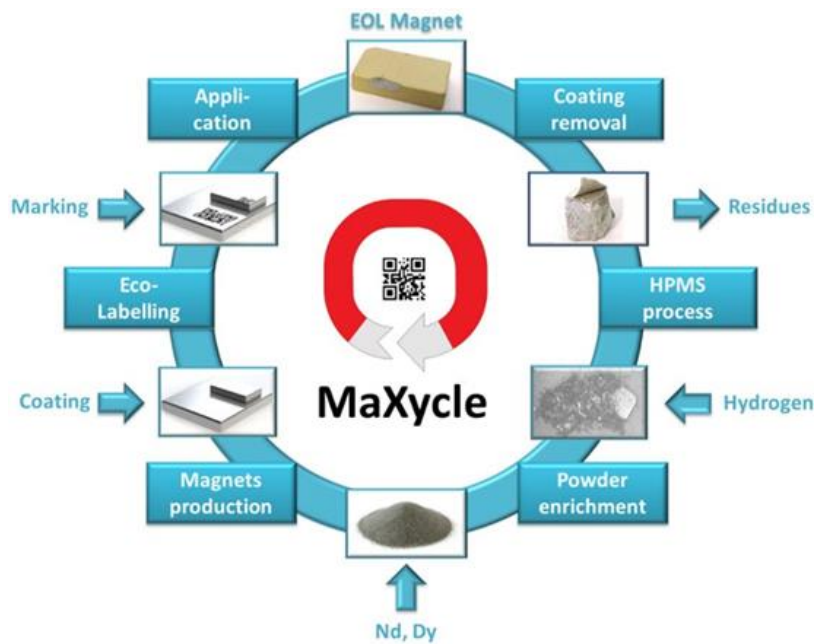 EOL Magnet
Appli-
cation
Coating
removal
Marking
Residues
Eco-
Labelling
HPMS
process
MaXycle
Coating
Hydrogen
Magnets
production
Powder
enrichment
Nd, Dy